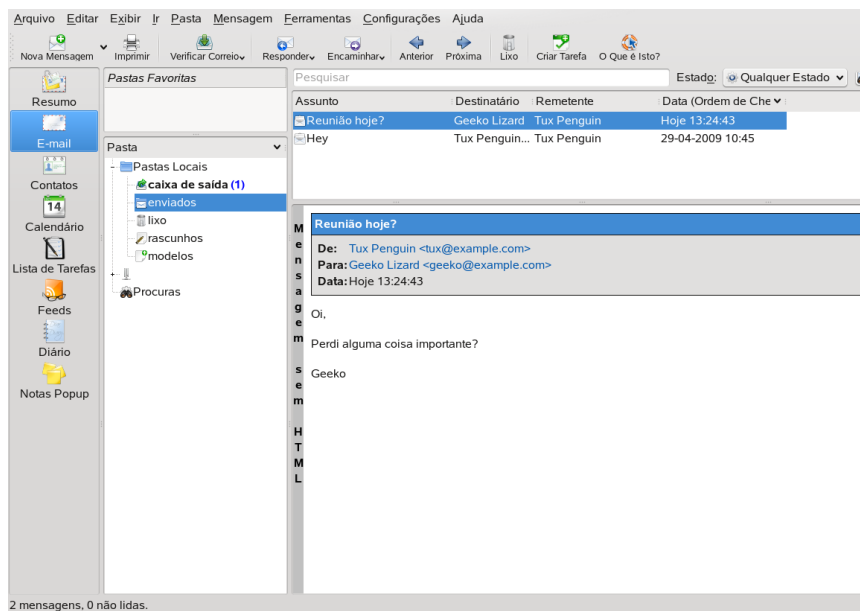 Arquivo Editar Exibir Ir Pasta Mensagem Ferramentas Configurações Ajuda
Nova Mensagem Imprimir Verificar Correio Responder Encaminhar Anterior Próxima Lixo Criar Tarefa O Que é Isto?
Resumo
E-mail
Contatos
14
Calendário
Lista de Tarefas
Feeds
Diário
Notas Popup
Pastas Favoritas
Pasta
Pastas Locais
caixa de saída (1)
enviados
lixo
rascunhos
modelos
Procuras
Pesquisar Estado: Qualquer Estado
Assunto Destinatário Remetente Data (Ordem de Che
Reunião hoje? Geeko Lizard Tux Penguin Hoje 13:24:43
Hey Tux Penguin... Tux Penguin 29-04-2009 10:45
Mensagem sem HTML
Reunião hoje?
De: Tux Penguin <tux@example.com>
Para: Geeko Lizard <geeko@example.com>
Data: Hoje 13:24:43
Oi,
Perdi alguma coisa importante?
Geeko
2 mensagens, 0 não lidas.